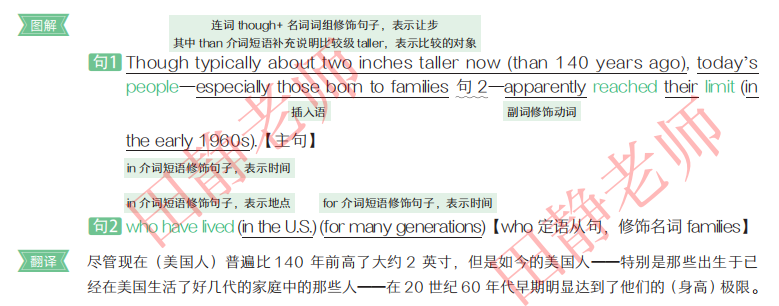 图解
连词 though+ 名词词组修饰句子，表示让步
其中 than 介词短语补充说明比较级 taller，表示比较的对象
句1 Though typically about two inches taller now (than 140 years ago), today's
people—especially those born to families 句 2—apparently reached their limit (in
插入语 副词修饰动词
the early 1960s).【主句】
in 介词短语修饰句子，表示时间
in 介词短语修饰句子，表示地点 for 介词短语修饰句子，表示时间
句2 who have lived (in the U.S.) (for many generations)【who 定语从句，修饰名词 families】
翻译 尽管现在（美国人）普遍比 140 年前高了大约 2 英寸，但是如今的美国人——特别是那些出生于已
经在美国生活了好几代的家庭中的那些人——在 20 世纪 60 年代早期明显达到了他们的（身高）极限。
田静老师
田静老师